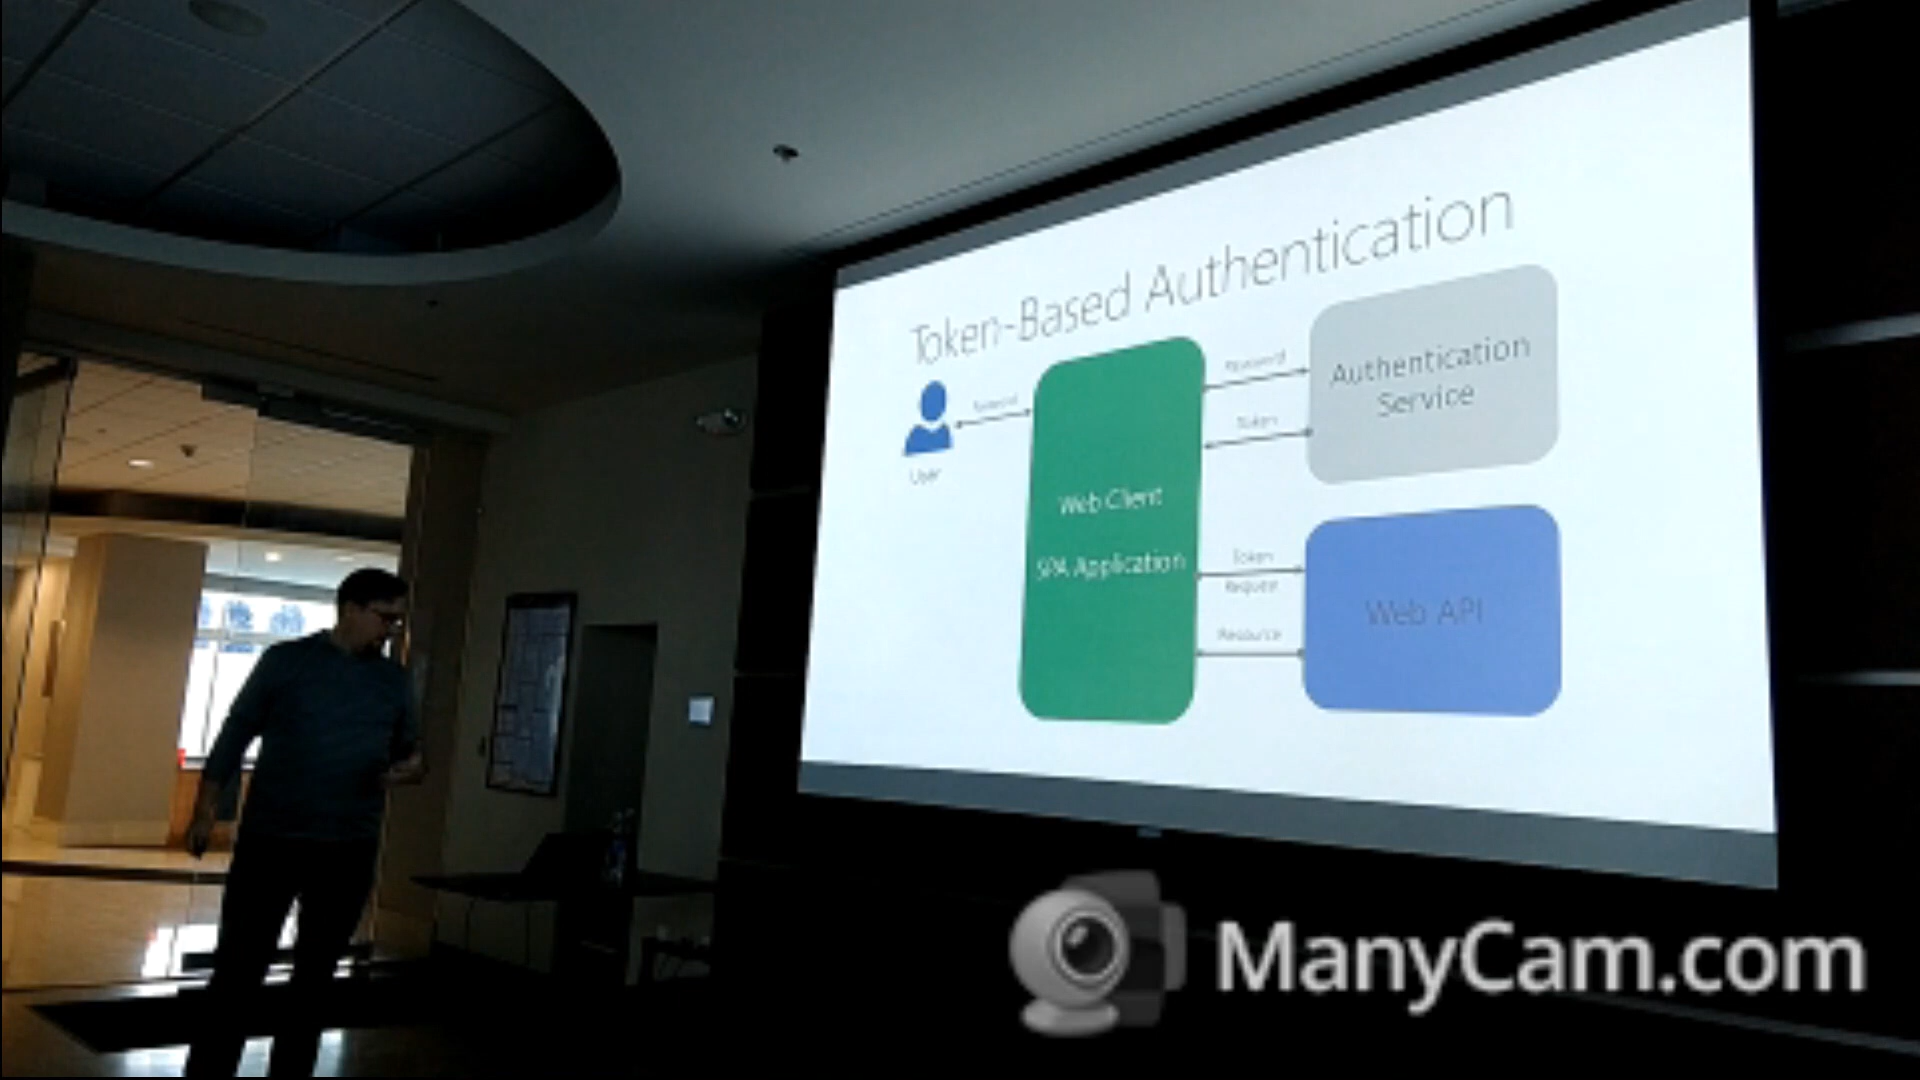 Token-Based Authentication
Password
Authentication
Service
Token
User
Web Client
SPA Application
Token
Request
Web API
Resource
ManyCam.com